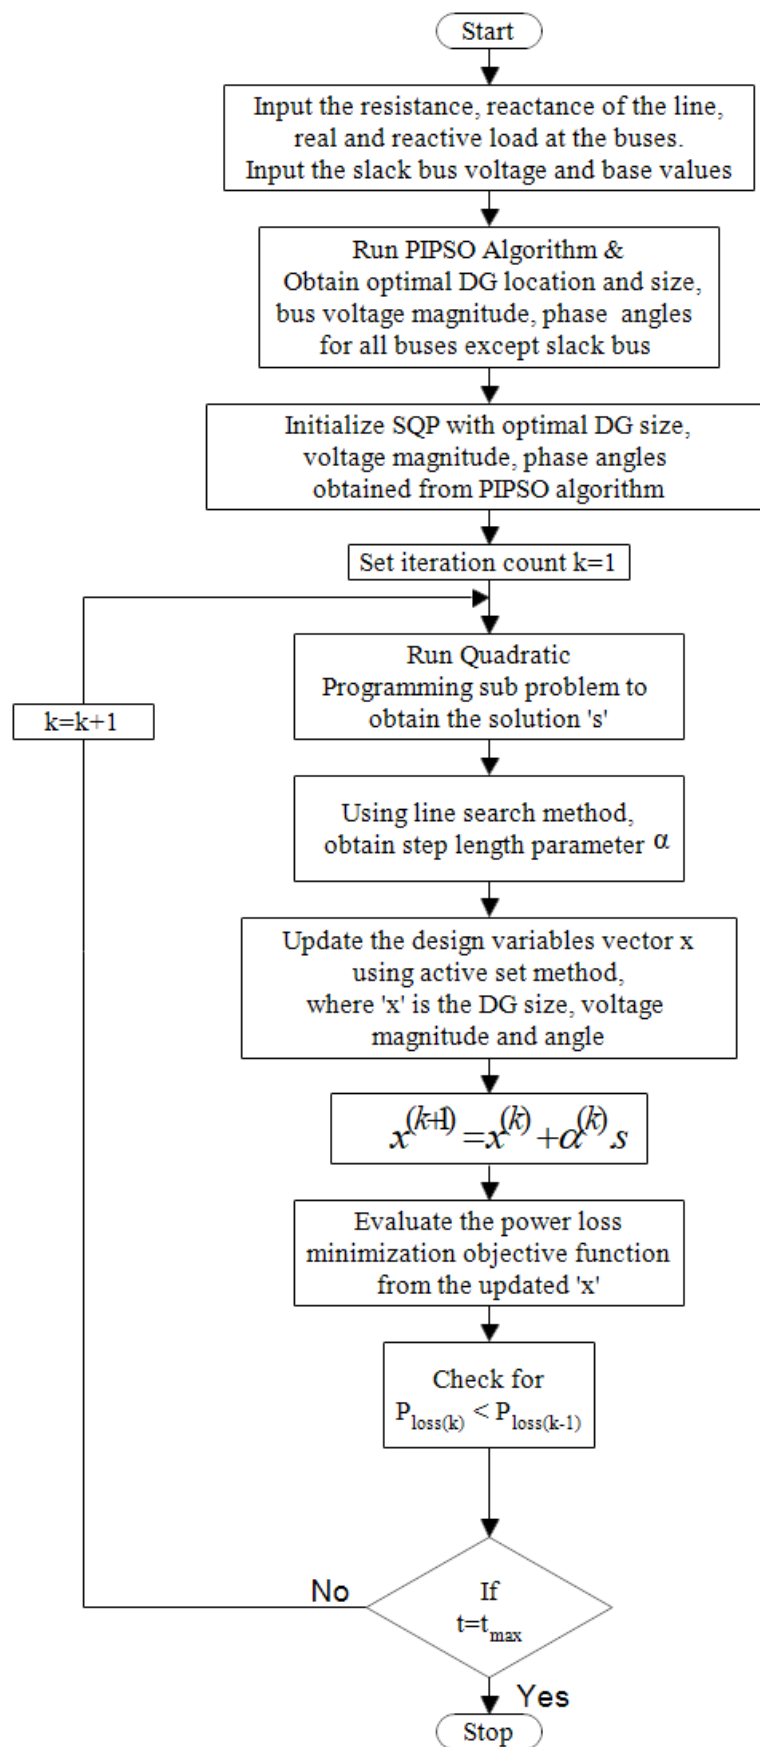 Start
Input the resistance, reactance of the line,
real and reactive load at the buses.
Input the slack bus voltage and base values
Run PIPSO Algorithm &
Obtain optimal DG location and size,
bus voltage magnitude, phase angles
for all buses except slack bus
Initialize SQP with optimal DG size,
voltage magnitude, phase angles
obtained from PIPSO algorithm
Set iteration count k=1
Run Quadratic
Programming sub problem to
obtain the solution 's'
k=k+1
Using line search method,
obtain step length parameter α
Update the design variables vector x
using active set method,
where 'x' is the DG size, voltage
magnitude and angle
x^(k+1) = x^(k) + α^(k).s
Evaluate the power loss
minimization objective function
from the updated 'x'
Check for
P_loss(k) < P_loss(k-1)
No
If
t=t_max
Yes
Stop